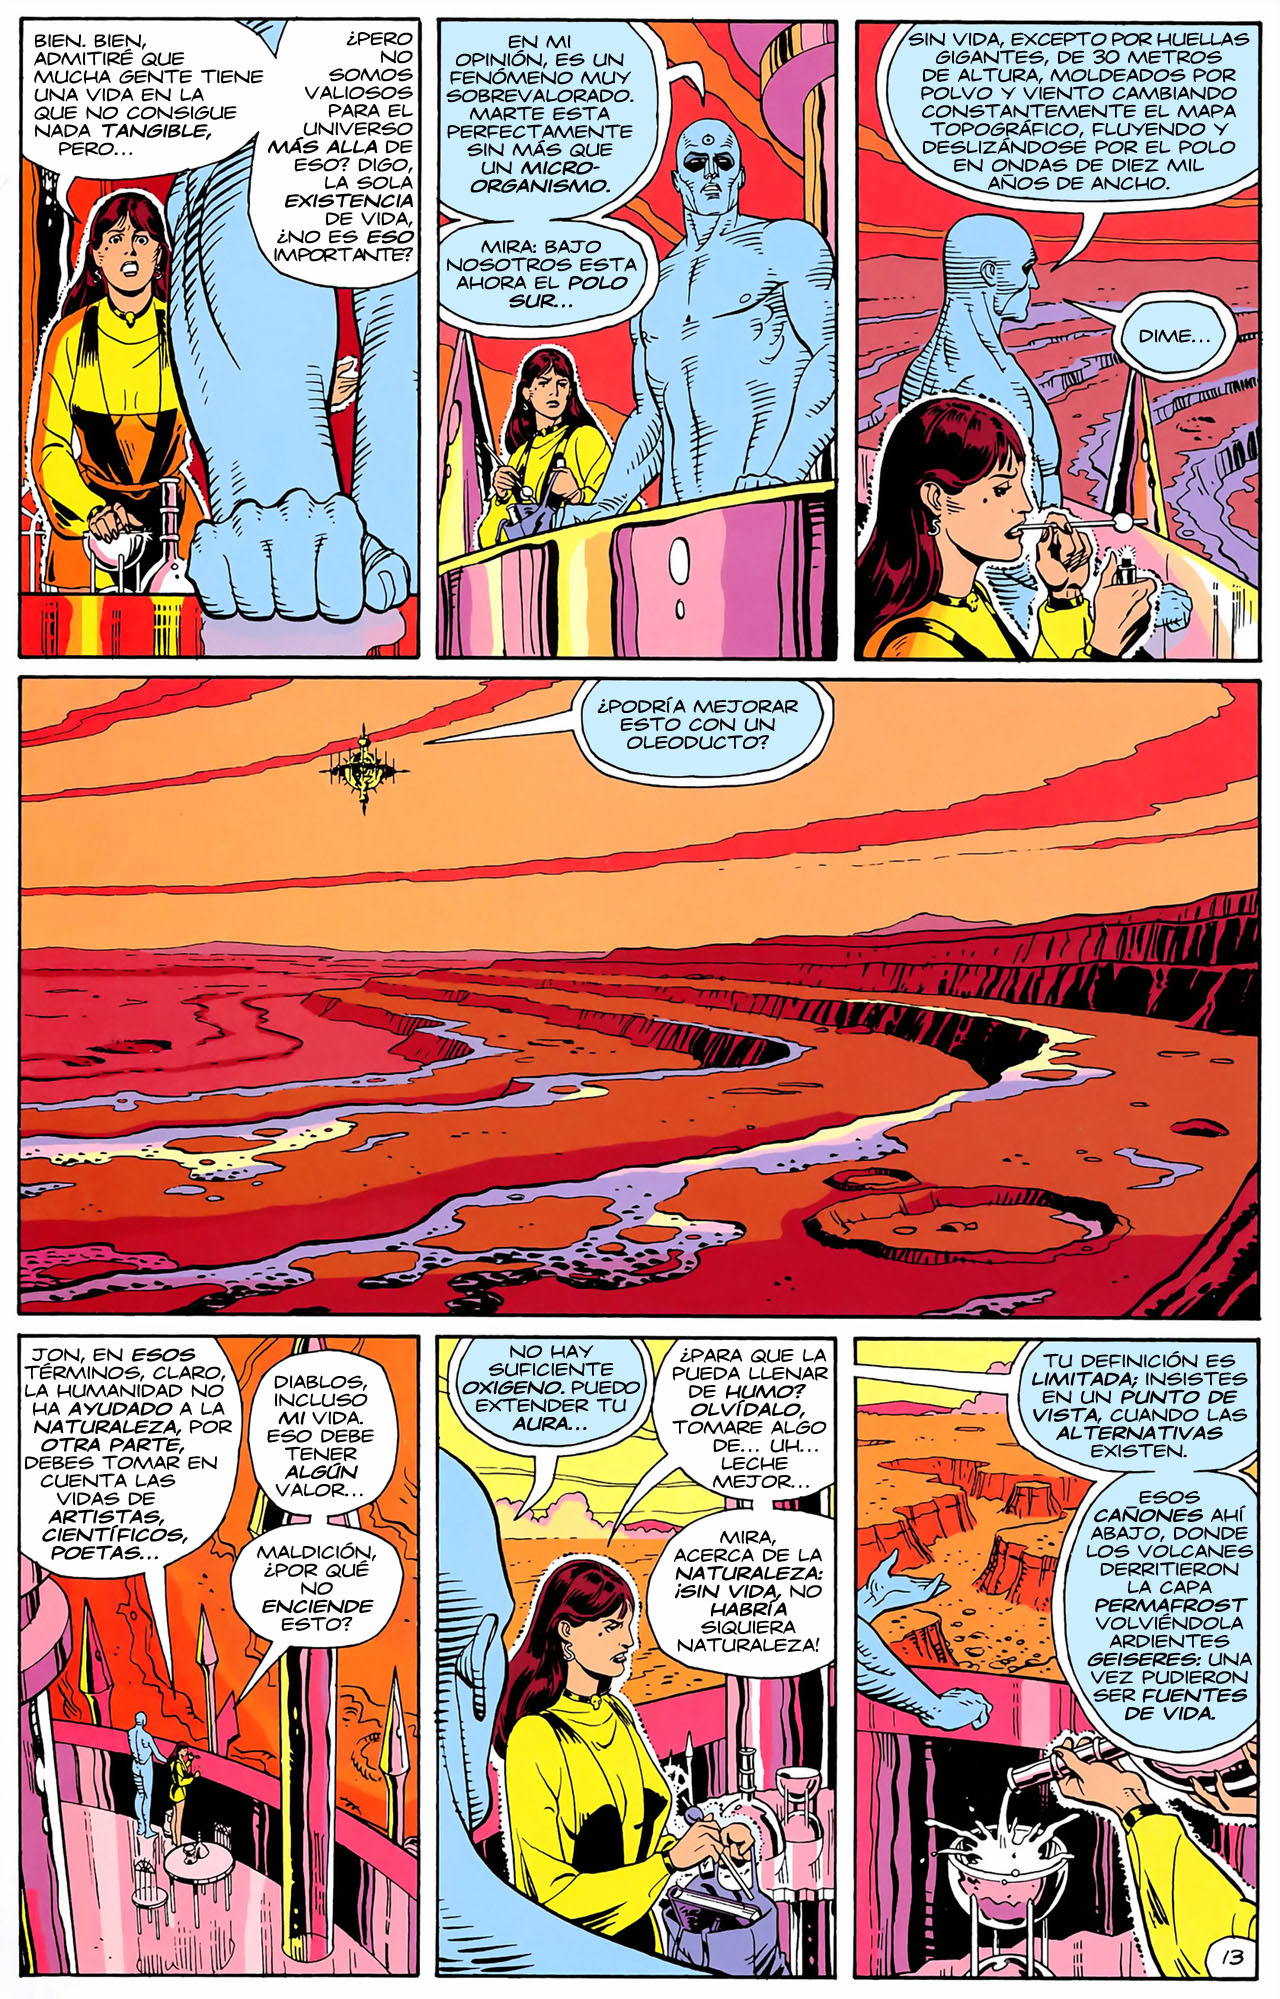 BIEN. BIEN,
ADMITIRÉ QUE
MUCHA GENTE TIENE
UNA VIDA EN LA
QUE NO CONSIGUE
NADA TANGIBLE,
PERO...
¿PERO
NO
SOMOS
VALIOSOS
PARA EL
UNIVERSO
MÁS ALLA DE
ESO? DIGO,
LA SOLA
EXISTENCIA
DE VIDA,
¿NO ES ESO
IMPORTANTE?
EN MI
OPINIÓN, ES UN
FENÓMENO MUY
SOBREVALORADO.
MARTE ESTA
PERFECTAMENTE
SIN MÁS QUE
UN MICRO-
ORGANISMO.
MIRA: BAJO
NOSOTROS ESTA
AHORA EL POLO
SUR...
SIN VIDA, EXCEPTO POR HUELLAS
GIGANTES, DE 30 METROS
DE ALTURA, MOLDEADOS POR
POLVO Y VIENTO CAMBIANDO
CONSTANTEMENTE EL MAPA
TOPOGRÁFICO, FLUYENDO Y
DESLIZÁNDOSE POR EL POLO
EN ONDAS DE DIEZ MIL
AÑOS DE ANCHO.
DIME...
¿PODRÍA MEJORAR
ESTO CON UN
OLEODUCTO?
JON, EN ESOS
TÉRMINOS, CLARO,
LA HUMANIDAD NO
HA AYUDADO A LA
NATURALEZA, POR
OTRA PARTE,
DEBES TOMAR EN
CUENTA LAS
VIDAS DE
ARTISTAS,
CIENTÍFICOS,
POETAS...
DIABLOS,
INCLUSO
MI VIDA.
ESO DEBE
TENER
ALGÚN
VALOR...
MALDICIÓN,
¿POR QUÉ
NO
ENCIENDE
ESTO?
NO HAY
SUFICIENTE
OXIGENO. PUEDO
EXTENDER TU
AURA...
¿PARA QUE LA
PUEDA LLENAR
DE HUMO?
OLVÍDALO,
TOMARE ALGO
DE... UH...
LECHE
MEJOR...
MIRA,
ACERCA DE LA
NATURALEZA:
¡SIN VIDA, NO
HABRÍA
SIQUIERA
NATURALEZA!
TU DEFINICIÓN ES
LIMITADA; INSISTES
EN UN PUNTO DE
VISTA, CUANDO LAS
ALTERNATIVAS
EXISTEN.
ESOS
CAÑONES AHÍ
ABAJO, DONDE
LOS VOLCANES
DERRITIERON
LA CAPA
PERMAFROST
VOLVIÉNDOLA
ARDIENTES
GEISERES: UNA
VEZ PUDIERON
SER FUENTES
DE VIDA.
13